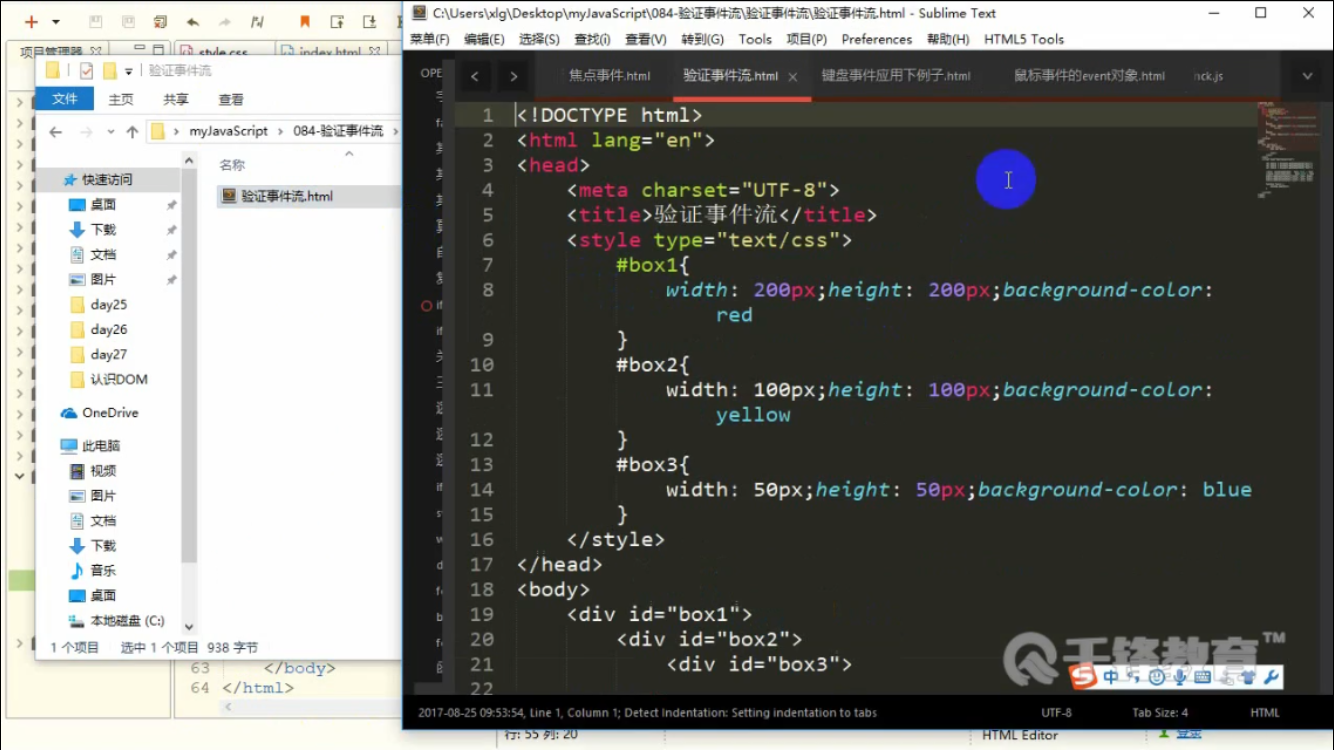 C:\Users\xlg\Desktop\myJavaScript\084-验证事件流\验证事件流\验证事件流.html - Sublime Text
菜单(F) 编辑(E) 选择(S) 查找(I) 查看(V) 转到(G) Tools 项目(P) Preferences 帮助(H) HTML5 Tools
项目管理器
style.css
index.html
验证事件流
文件 主页 共享 查看
myJavaScript › 084-验证事件流 ›
名称
验证事件流.html
快速访问
桌面
下载
文档
图片
day25
day26
day27
认识DOM
OneDrive
此电脑
视频
图片
文档
下载
音乐
桌面
本地磁盘 (C:)
1 个项目 选中 1 个项目 938 字节
63 </body>
64 </html>
OPE
焦点事件.html 验证事件流.html 键盘事件应用下例子.html 鼠标事件的event对象.html nck.js
1 <!DOCTYPE html>
2 <html lang="en">
3 <head>
4 <meta charset="UTF-8">
5 <title>验证事件流</title>
6 <style type="text/css">
7 #box1{
8 width: 200px;height: 200px;background-color:
red
9 }
10 #box2{
11 width: 100px;height: 100px;background-color:
yellow
12 }
13 #box3{
14 width: 50px;height: 50px;background-color: blue
15 }
16 </style>
17 </head>
18 <body>
19 <div id="box1">
20 <div id="box2">
21 <div id="box3">
22
千锋教育™
中
2017-08-25 09:53:54, Line 1, Column 1; Detect Indentation: Setting indentation to tabs UTF-8 Tab Size: 4 HTML
行: 55 列: 20 HTML Editor 登录